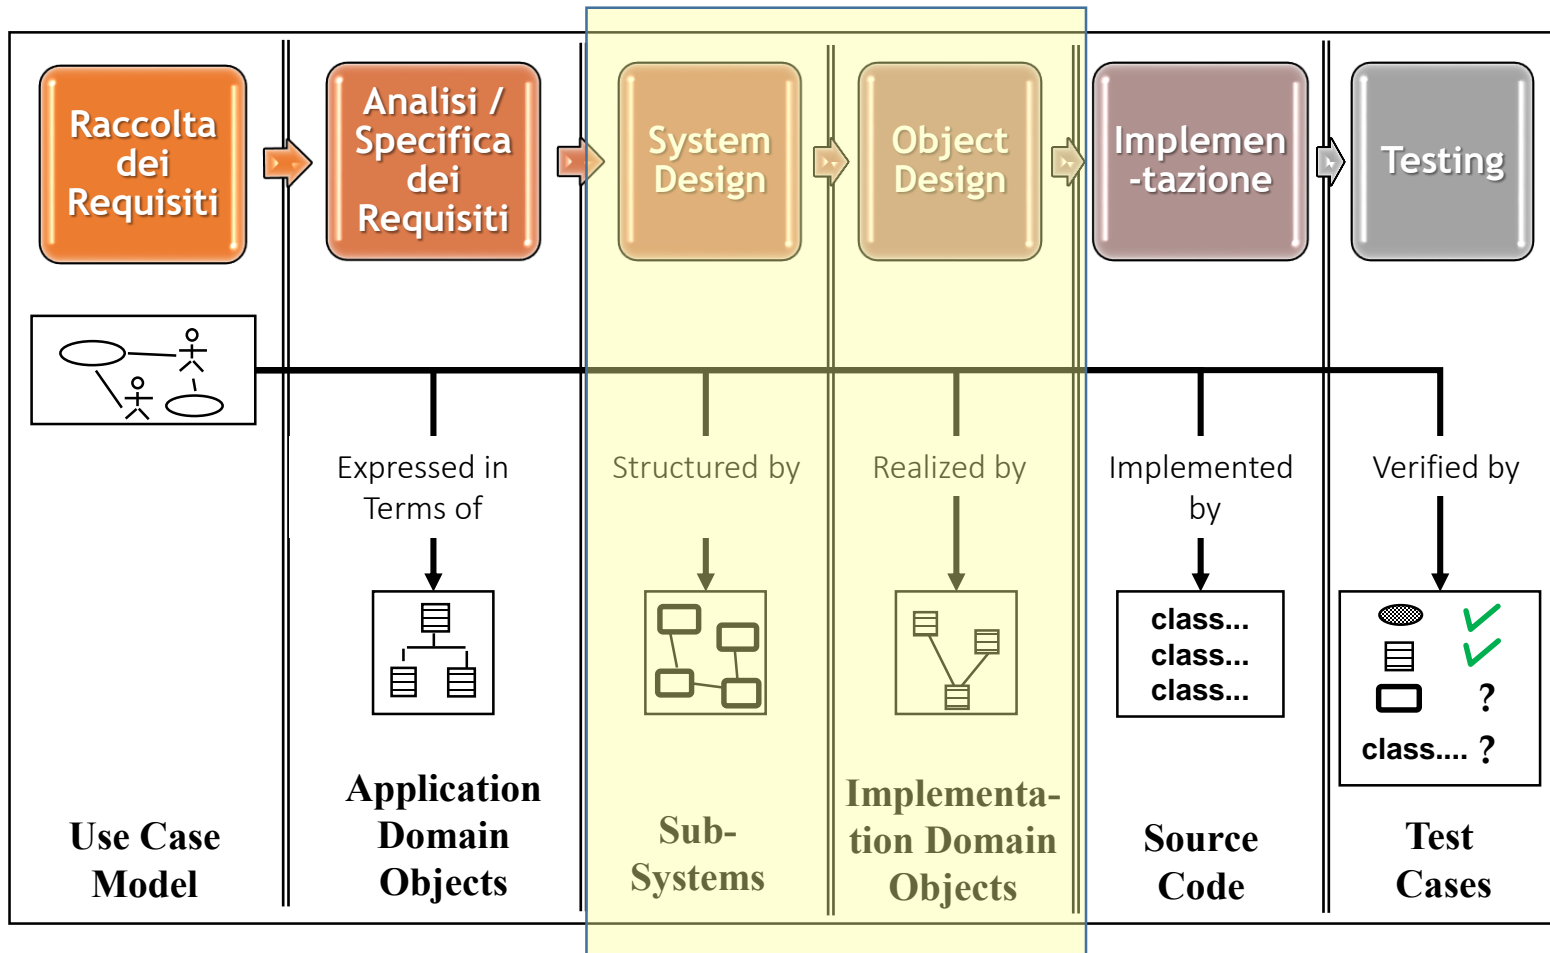 Raccolta
dei
Requisiti
Analisi /
Specifica
dei
Requisiti
System
Design
Object
Design
Implemen
-tazione
Testing
Expressed in
Terms of
Structured by
Realized by
Implemented
by
Verified by
class...
class...
class...
?
class.... ?
Use Case
Model
Application
Domain
Objects
Sub-
Systems
Implementa-
tion Domain
Objects
Source
Code
Test
Cases